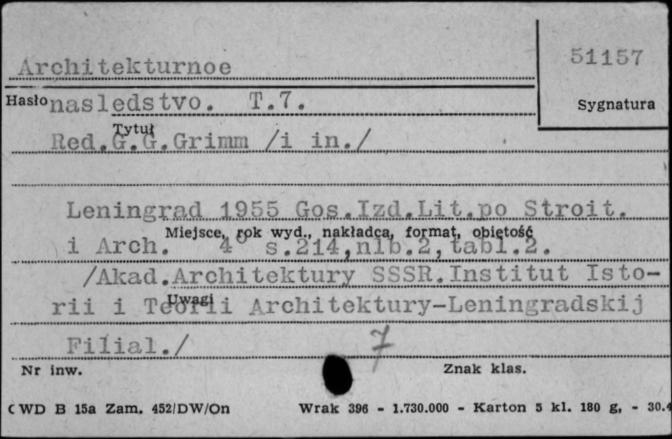 Architekturnoe
51157
Hasło nasledstvo. T.7.
Sygnatura
Tytuł
Red.G.G.Grimm /i in./
Leningrad 1955 Gos.Izd.Lit.po Stroit.
Miejsce, rok wyd., nakładca, format, objętość
i Arch. 4° s.214,nlb.2,tabl.2.
/Akad.Architektury SSSR.Institut Isto-
Uwagi
rii i Teorii Architektury-Leningradskij
Filial./
7
Nr inw.
Znak klas.
CWD B 15a Zam. 452/DW/On Wrak 396 - 1.730.000 - Karton 5 kl. 180 g, - 30.4